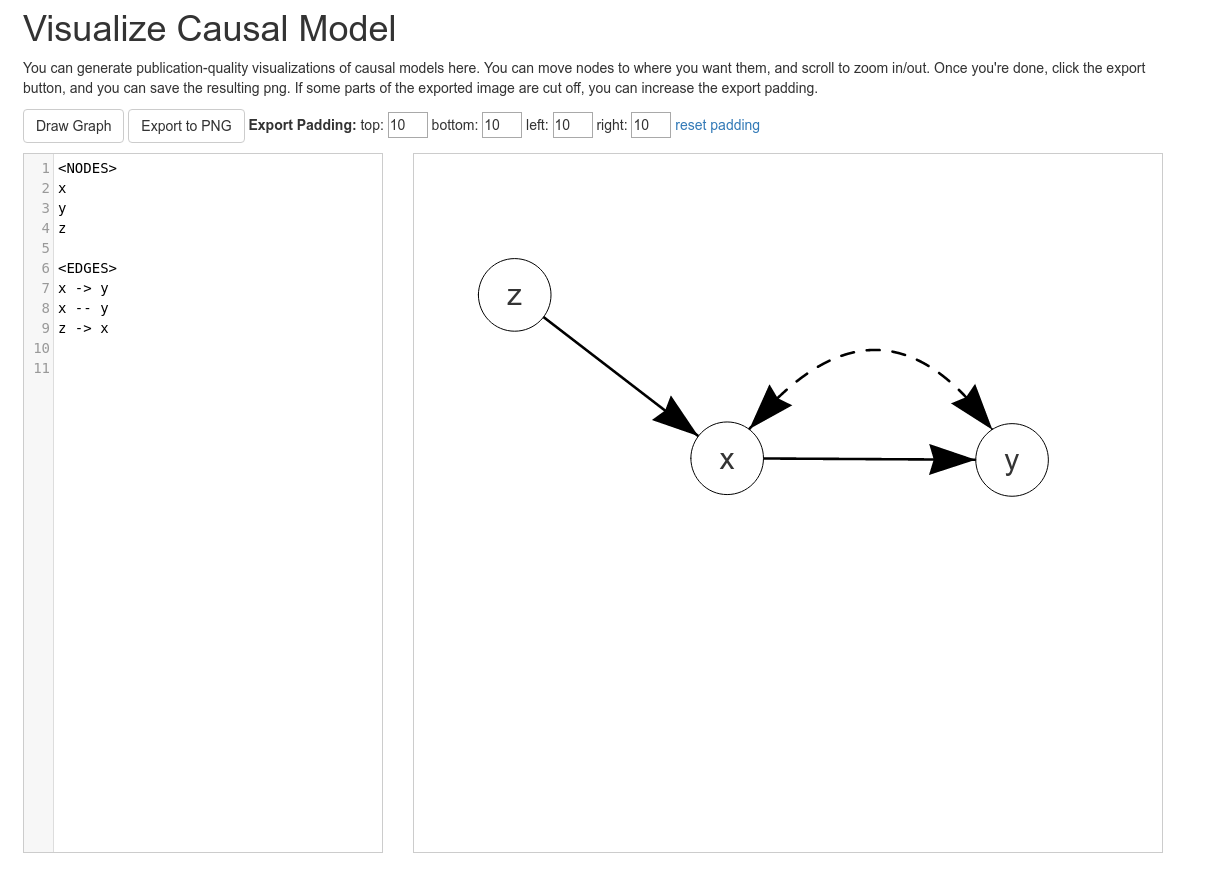 Visualize Causal Model
You can generate publication-quality visualizations of causal models here. You can move nodes to where you want them, and scroll to zoom in/out. Once you're done, click the export
button, and you can save the resulting png. If some parts of the exported image are cut off, you can increase the export padding.
Draw Graph Export to PNG Export Padding: top: 10 bottom: 10 left: 10 right: 10 reset padding
1 <NODES>
2 x
3 y
4 z
5
6 <EDGES>
7 x -> y
8 x -- y
9 z -> x
10
11
z
x
y